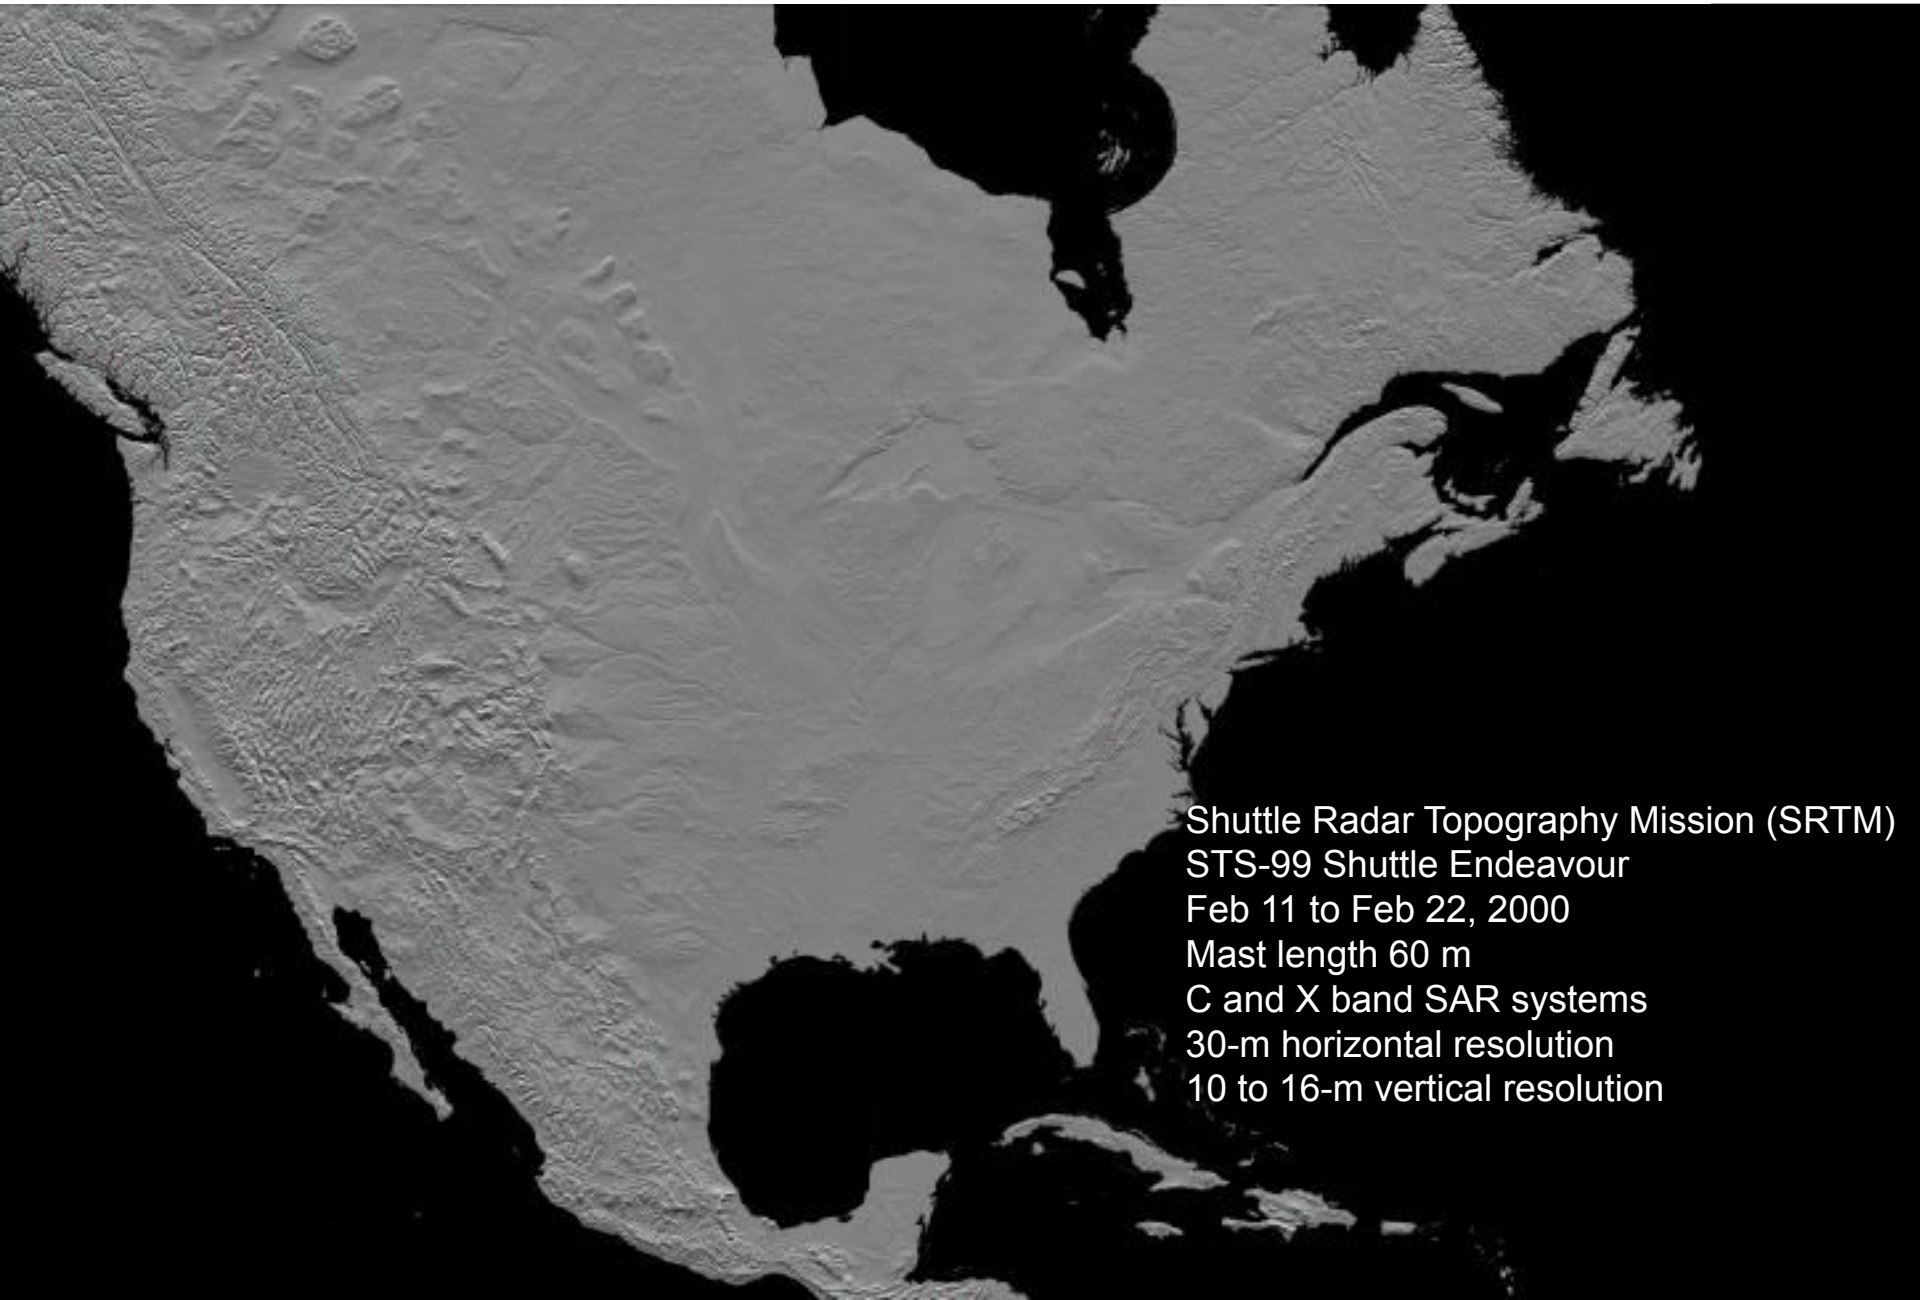 Shuttle Radar Topography Mission (SRTM)
STS-99 Shuttle Endeavour
Feb 11 to Feb 22, 2000
Mast length 60 m
C and X band SAR systems
30-m horizontal resolution
10 to 16-m vertical resolution